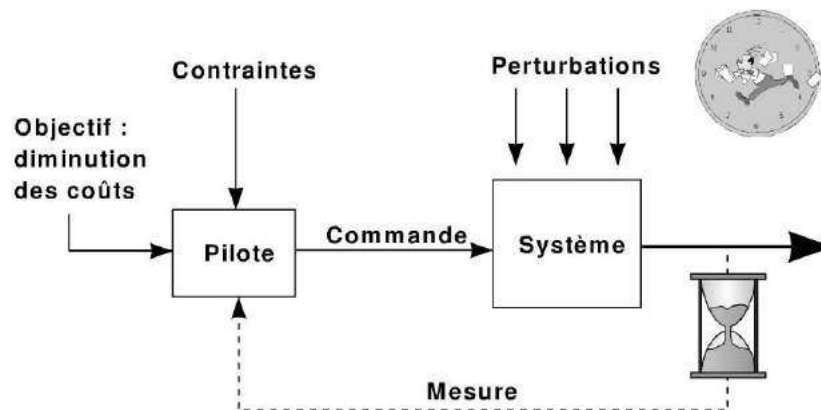 Contraintes
Perturbations
Objectif :
diminution
des coûts
Pilote
Commande
Système
Mesure